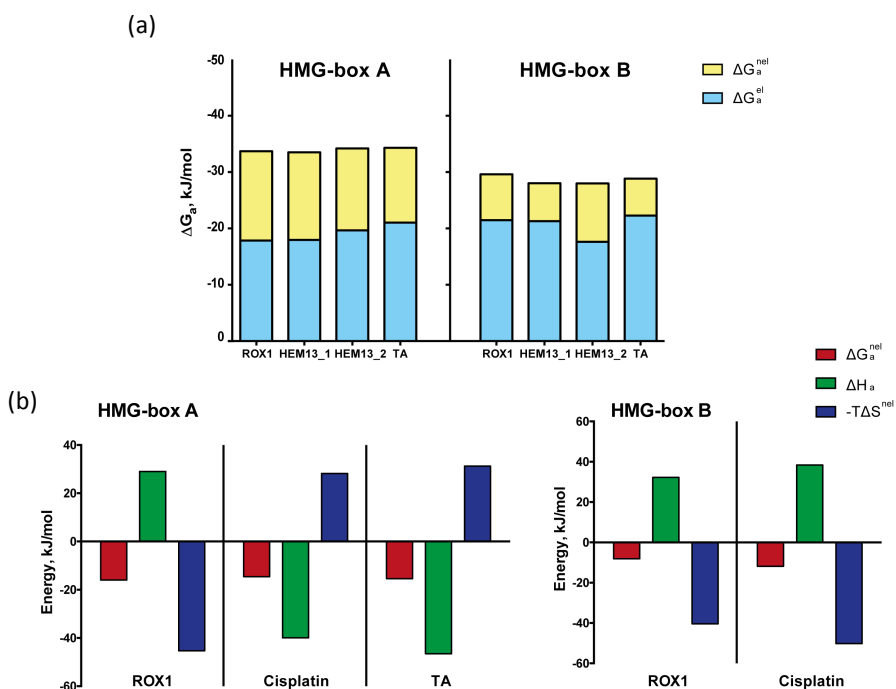 (a)
HMG-box A
HMG-box B
ΔGₐⁿᵉˡ
ΔGₐᵉˡ
ΔGₐ, kJ/mol
-50
-40
-30
-20
-10
0
ROX1 HEM13_1 HEM13_2 TA
ROX1 HEM13_1 HEM13_2 TA
ΔGₐⁿᵉˡ
ΔHₐ
-TΔSⁿᵉˡ
(b)
HMG-box A
Energy, kJ/mol
40
20
0
-20
-40
-60
ROX1 Cisplatin TA
HMG-box B
Energy, kJ/mol
60
40
20
0
-20
-40
-60
ROX1 Cisplatin